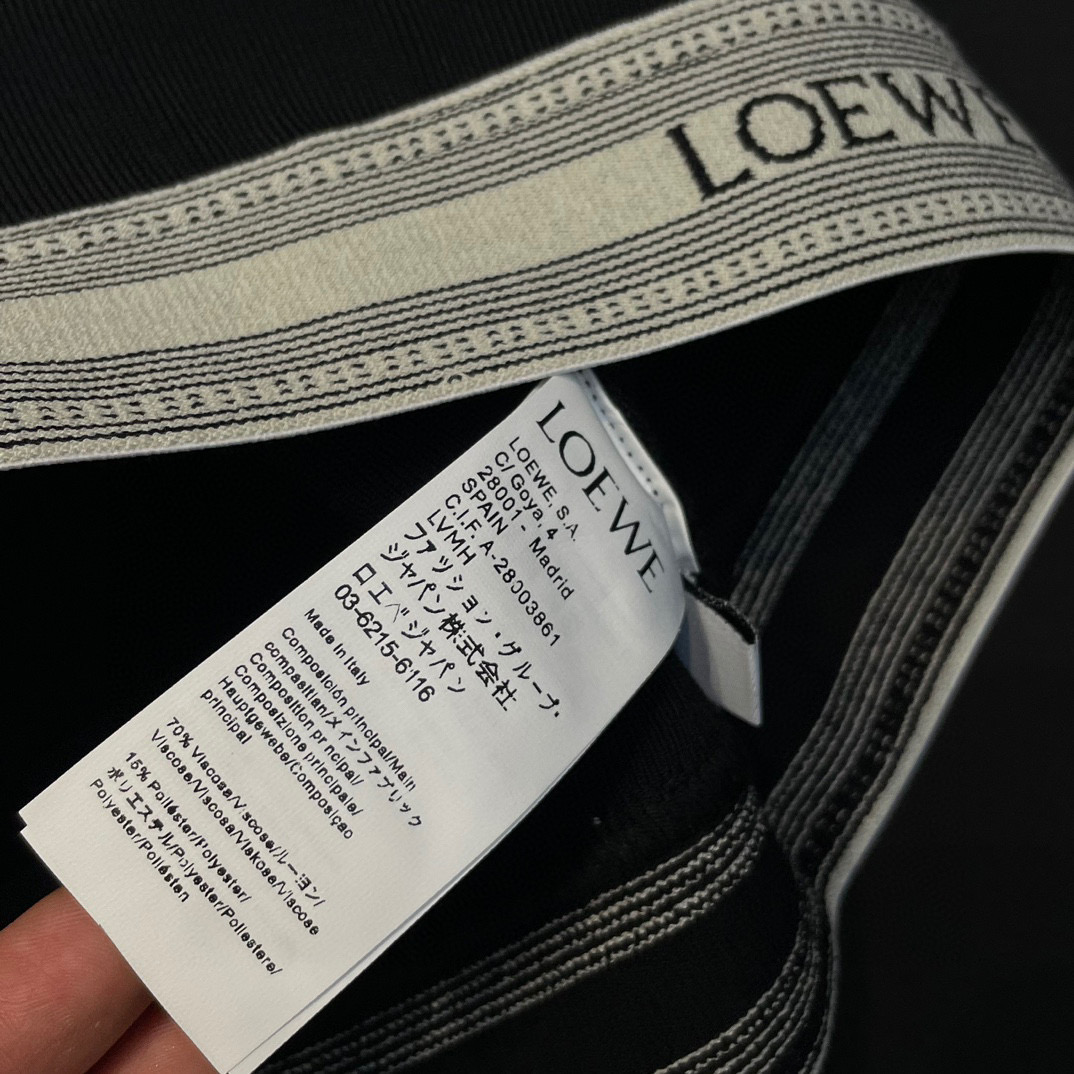 LOEWE
LOEWE
LOEWE, S.A.
C/ Goya, 4
28001 - Madrid
SPAIN
C.I.F. A-28003861
LVMH
ファッション・グループ・
ジャパン株式会社
ロエベジャパン
03-6215-6116
Made in Italy
Composición principal/Main
compasitian/メインファブリック
Composition principal/
Composizione principale/
Hauptgewebe/Composiçao
principal
70% Viscosa/Viscose/レーヨン/
Viscose/Viscosa/Viskose/Viscose
15% Poliéster/Polyester/
ポリエステル/Polyester/Poliestere/
Polyester/Poliésten